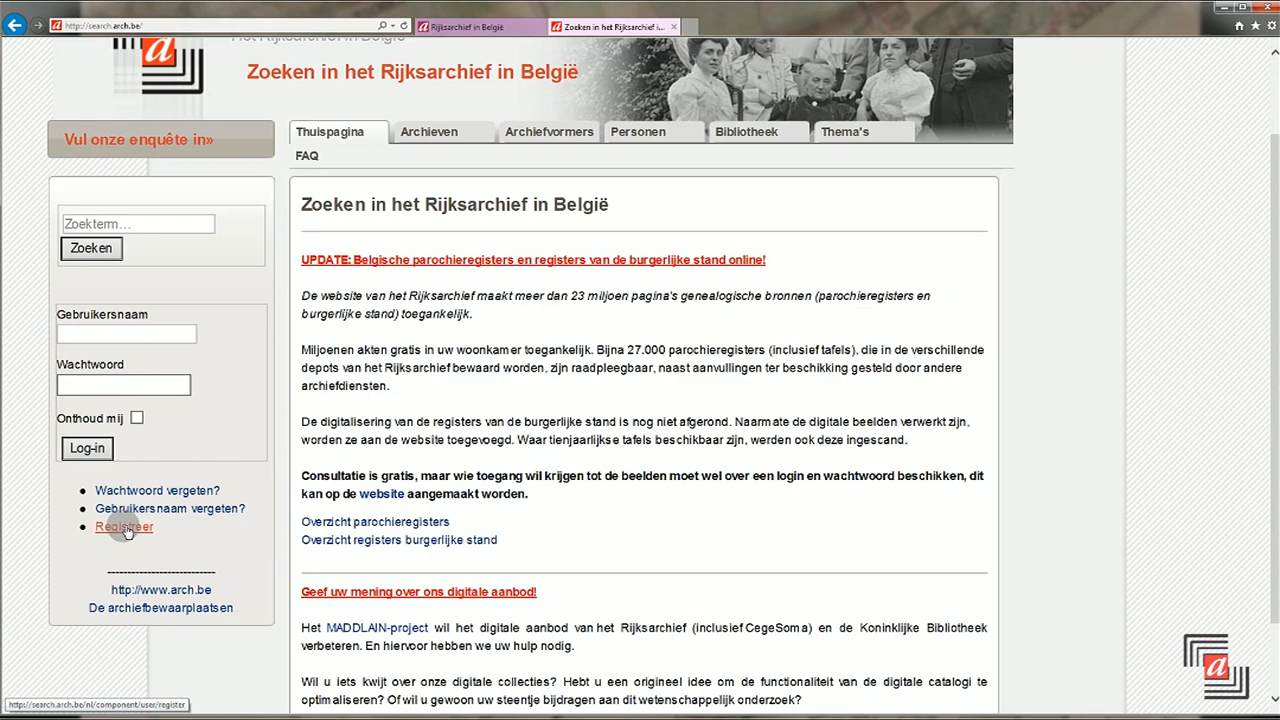 http://search.arch.be/
Rijksarchief in België
Zoeken in het Rijksarchief i...
Het Rijksarchief in België
a
Zoeken in het Rijksarchief in België
Vul onze enquête in»
Thuispagina
Archieven
Archiefvormers
Personen
Bibliotheek
Thema's
FAQ
Zoekterm...
Zoeken
Gebruikersnaam
Wachtwoord
Onthoud mij
Log-in
Wachtwoord vergeten?
Gebruikersnaam vergeten?
Registreer
---------------------------
http://www.arch.be
De archiefbewaarplaatsen
Zoeken in het Rijksarchief in België
UPDATE: Belgische parochieregisters en registers van de burgerlijke stand online!
De website van het Rijksarchief maakt meer dan 23 miljoen pagina's genealogische bronnen (parochieregisters en
burgerlijke stand) toegankelijk.
Miljoenen akten gratis in uw woonkamer toegankelijk. Bijna 27.000 parochieregisters (inclusief tafels), die in de verschillende
depots van het Rijksarchief bewaard worden, zijn raadpleegbaar, naast aanvullingen ter beschikking gesteld door andere
archiefdiensten.
De digitalisering van de registers van de burgerlijke stand is nog niet afgerond. Naarmate de digitale beelden verwerkt zijn,
worden ze aan de website toegevoegd. Waar tienjaarlijkse tafels beschikbaar zijn, werden ook deze ingescand.
Consultatie is gratis, maar wie toegang wil krijgen tot de beelden moet wel over een login en wachtwoord beschikken, dit
kan op de website aangemaakt worden.
Overzicht parochieregisters
Overzicht registers burgerlijke stand
Geef uw mening over ons digitale aanbod!
Het MADDLAIN-project wil het digitale aanbod van het Rijksarchief (inclusief CegeSoma) en de Koninklijke Bibliotheek
verbeteren. En hiervoor hebben we uw hulp nodig.
Wil u iets kwijt over onze digitale collecties? Hebt u een origineel idee om de functionaliteit van de digitale catalogi te
optimaliseren? Of wil u gewoon uw steentje bijdragen aan dit wetenschappelijk onderzoek?
http://search.arch.be/nl/component/user/register
a